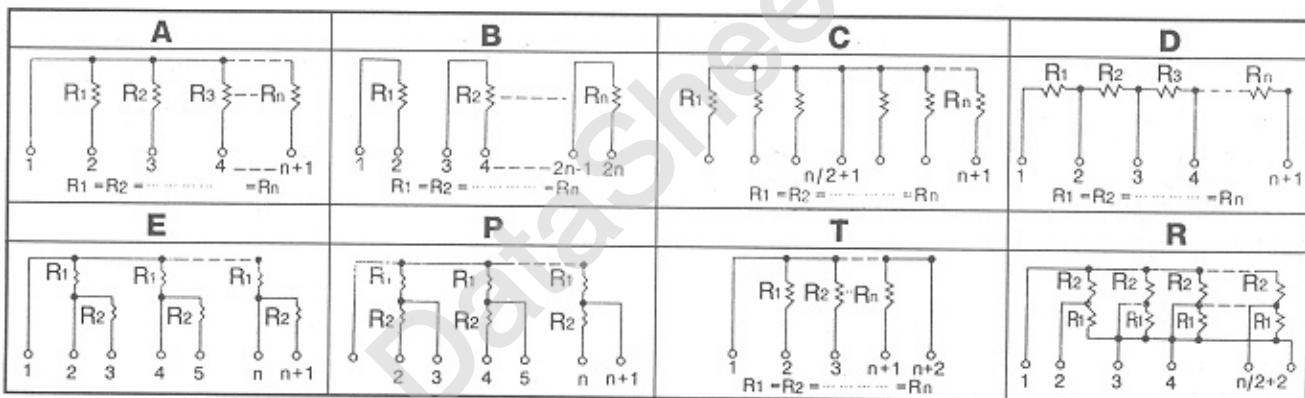 A B C D
R1 R2 R3 Rn
1 2 3 4 n+1
R1 =R2 = ·········· =Rn
R1 R2 Rn
1 2 3 4 2n-1 2n
R1 =R2 = ·········· =Rn
R1 Rn
n/2+1 n+1
R1 =R2 = ·········· =Rn
R1 R2 R3 Rn
1 2 3 4 n+1
R1 =R2 = ·········· =Rn
E P T R
R1 R1 R1
R2 R2 R2
1 2 3 4 5 n n+1
R1 R1 R1
R2 R2 R2
2 3 4 5 n n+1
R1 R2 Rn
1 2 3 n+1 n+2
R1 =R2 = ·········· =Rn
R2 R2 R2 R2
R1 R1 R1 R1
1 2 3 4 n/2+2
DataShee